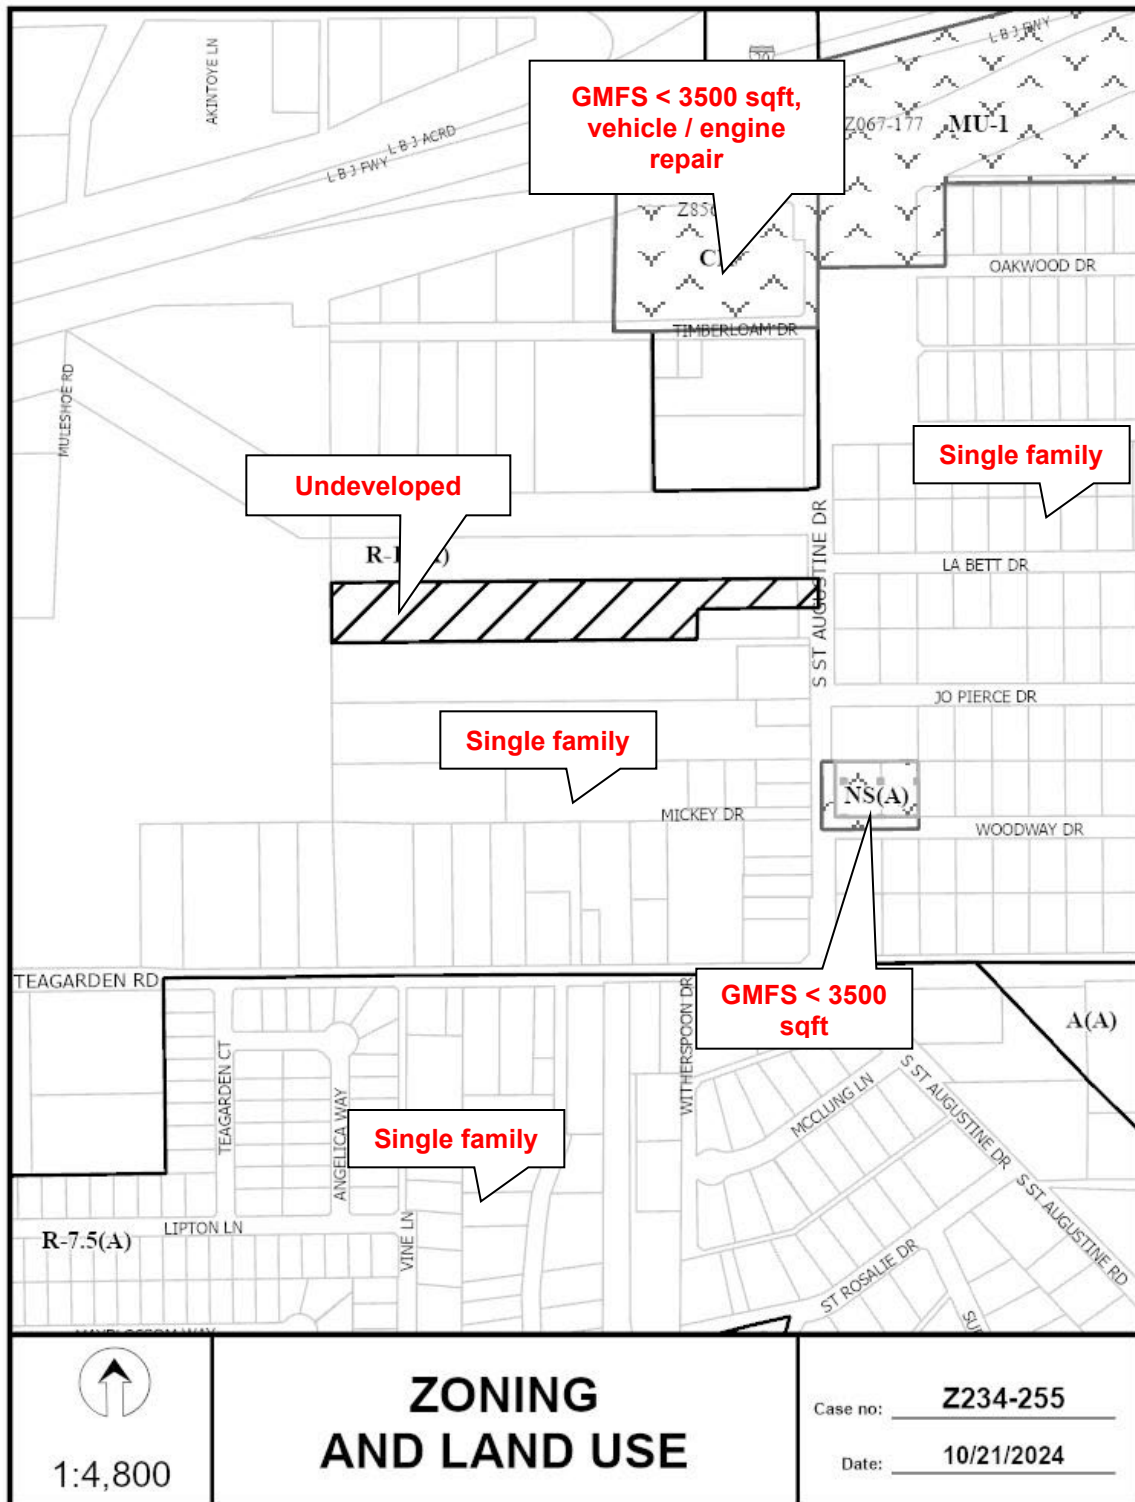 AKINTOYE LN
L B J ACRD
L B J FWY
L B J FWY
20
GMFS < 3500 sqft,
vehicle / engine
repair
Z067-177
MU-1
OAKWOOD DR
TIMBERLOAM DR
MULESHOE RD
Undeveloped
Single family
S ST AUGUSTINE DR
LA BETT DR
JO PIERCE DR
Single family
NS(A)
MICKEY DR
WOODWAY DR
TEAGARDEN RD
GMFS < 3500
sqft
A(A)
WITHERSPOON DR
TEAGARDEN CT
ANGELICA WAY
Single family
MCCLUNG LN
S ST AUGUSTINE DR
S ST AUGUSTINE RD
R-7.5(A)
LIPTON LN
VINE LN
ST ROSALIE DR
1:4,800
ZONING
AND LAND USE
Case no: Z234-255
Date: 10/21/2024